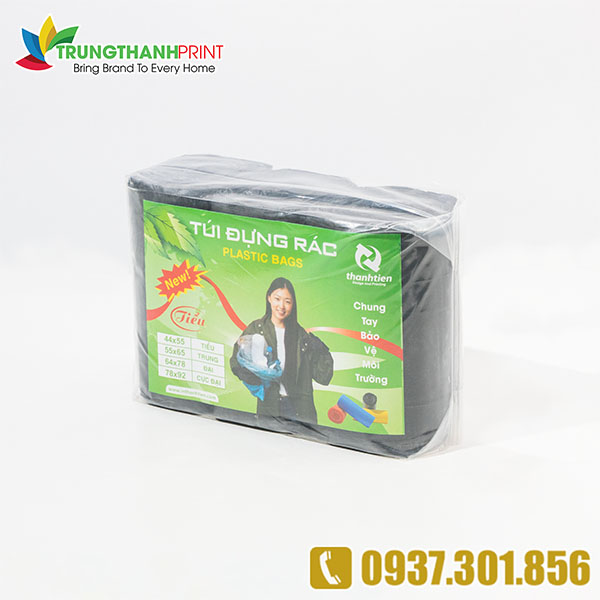 TRUNGTHANHPRINT
Bring Brand To Every Home
TÚI ĐỰNG RÁC
PLASTIC BAGS
thanhtien
New!
Tiểu
44x55 TIỂU
55x65 TRUNG
64x78 ĐẠI
78x92 CỰC ĐẠI
Chung
Tay
Bảo
Vệ
Môi
Trường
0937.301.856